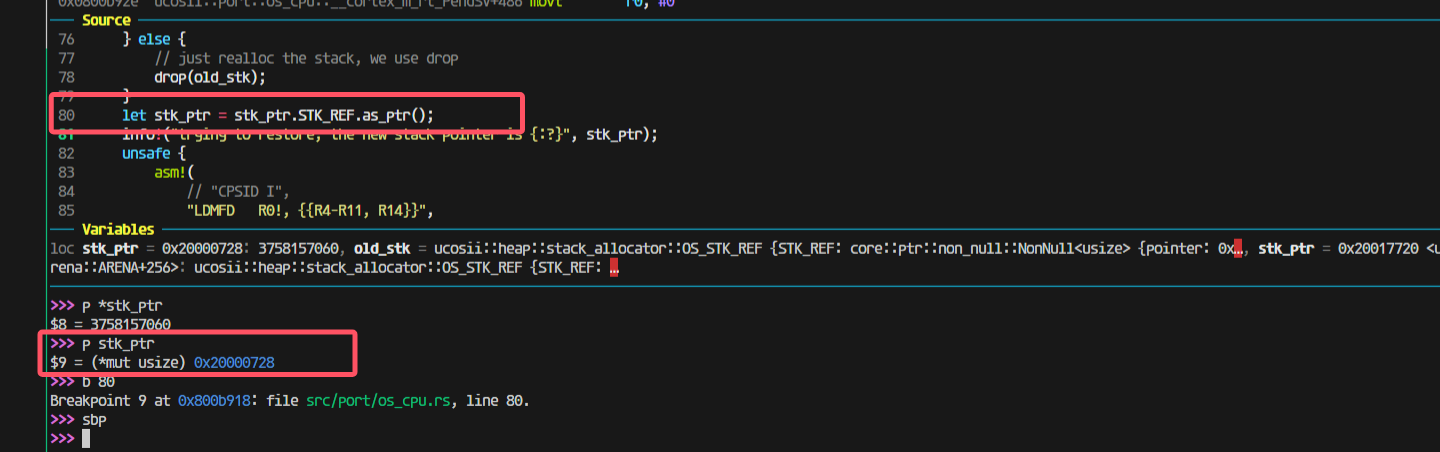 0x0800b92e  ucosii::port::os_cpu::__cortex_m_rt_PendSV+488 movt        r0, #0
Source
76     } else {
77         // just realloc the stack, we use drop
78         drop(old_stk);
79     }
80     let stk_ptr = stk_ptr.STK_REF.as_ptr();
81     info!("trying to restore, the new stack pointer is {:?}", stk_ptr);
82     unsafe {
83         asm!(
84             // "CPSID I",
85             "LDMFD   R0!, {{R4-R11, R14}}",
Variables
loc stk_ptr = 0x20000728: 3758157060, old_stk = ucosii::heap::stack_allocator::OS_STK_REF {STK_REF: core::ptr::non_null::NonNull<usize> {pointer: 0x…, stk_ptr = 0x20017720 <u
rena::ARENA+256>: ucosii::heap::stack_allocator::OS_STK_REF {STK_REF: …
>>> p *stk_ptr
$8 = 3758157060
>>> p stk_ptr
$9 = (*mut usize) 0x20000728
>>> b 80
Breakpoint 9 at 0x800b918: file src/port/os_cpu.rs, line 80.
>>> sbp
>>>